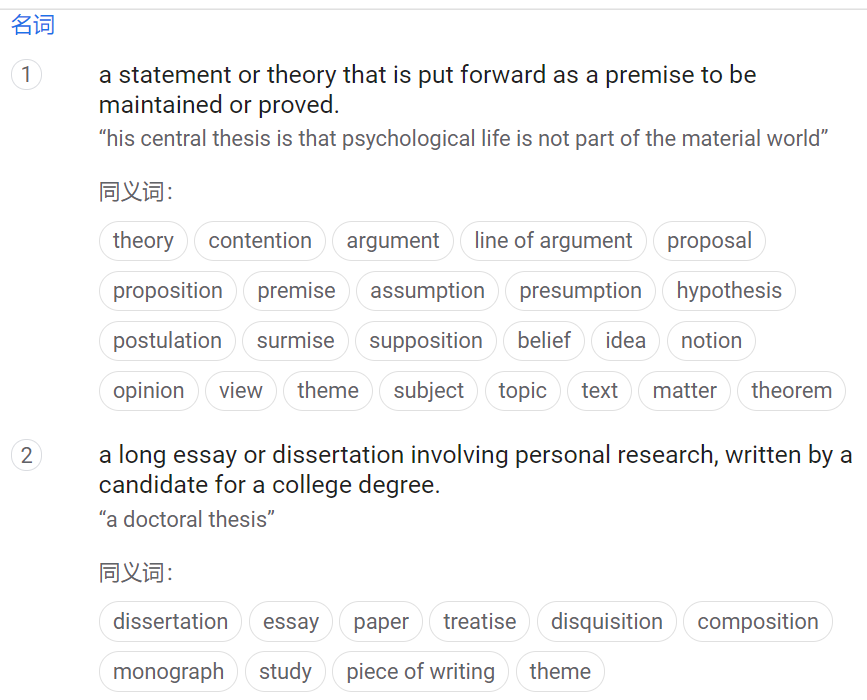 名词
1 a statement or theory that is put forward as a premise to be
maintained or proved.
“his central thesis is that psychological life is not part of the material world”
同义词：
theory contention argument line of argument proposal
proposition premise assumption presumption hypothesis
postulation surmise supposition belief idea notion
opinion view theme subject topic text matter theorem
2 a long essay or dissertation involving personal research, written by a
candidate for a college degree.
“a doctoral thesis”
同义词：
dissertation essay paper treatise disquisition composition
monograph study piece of writing theme